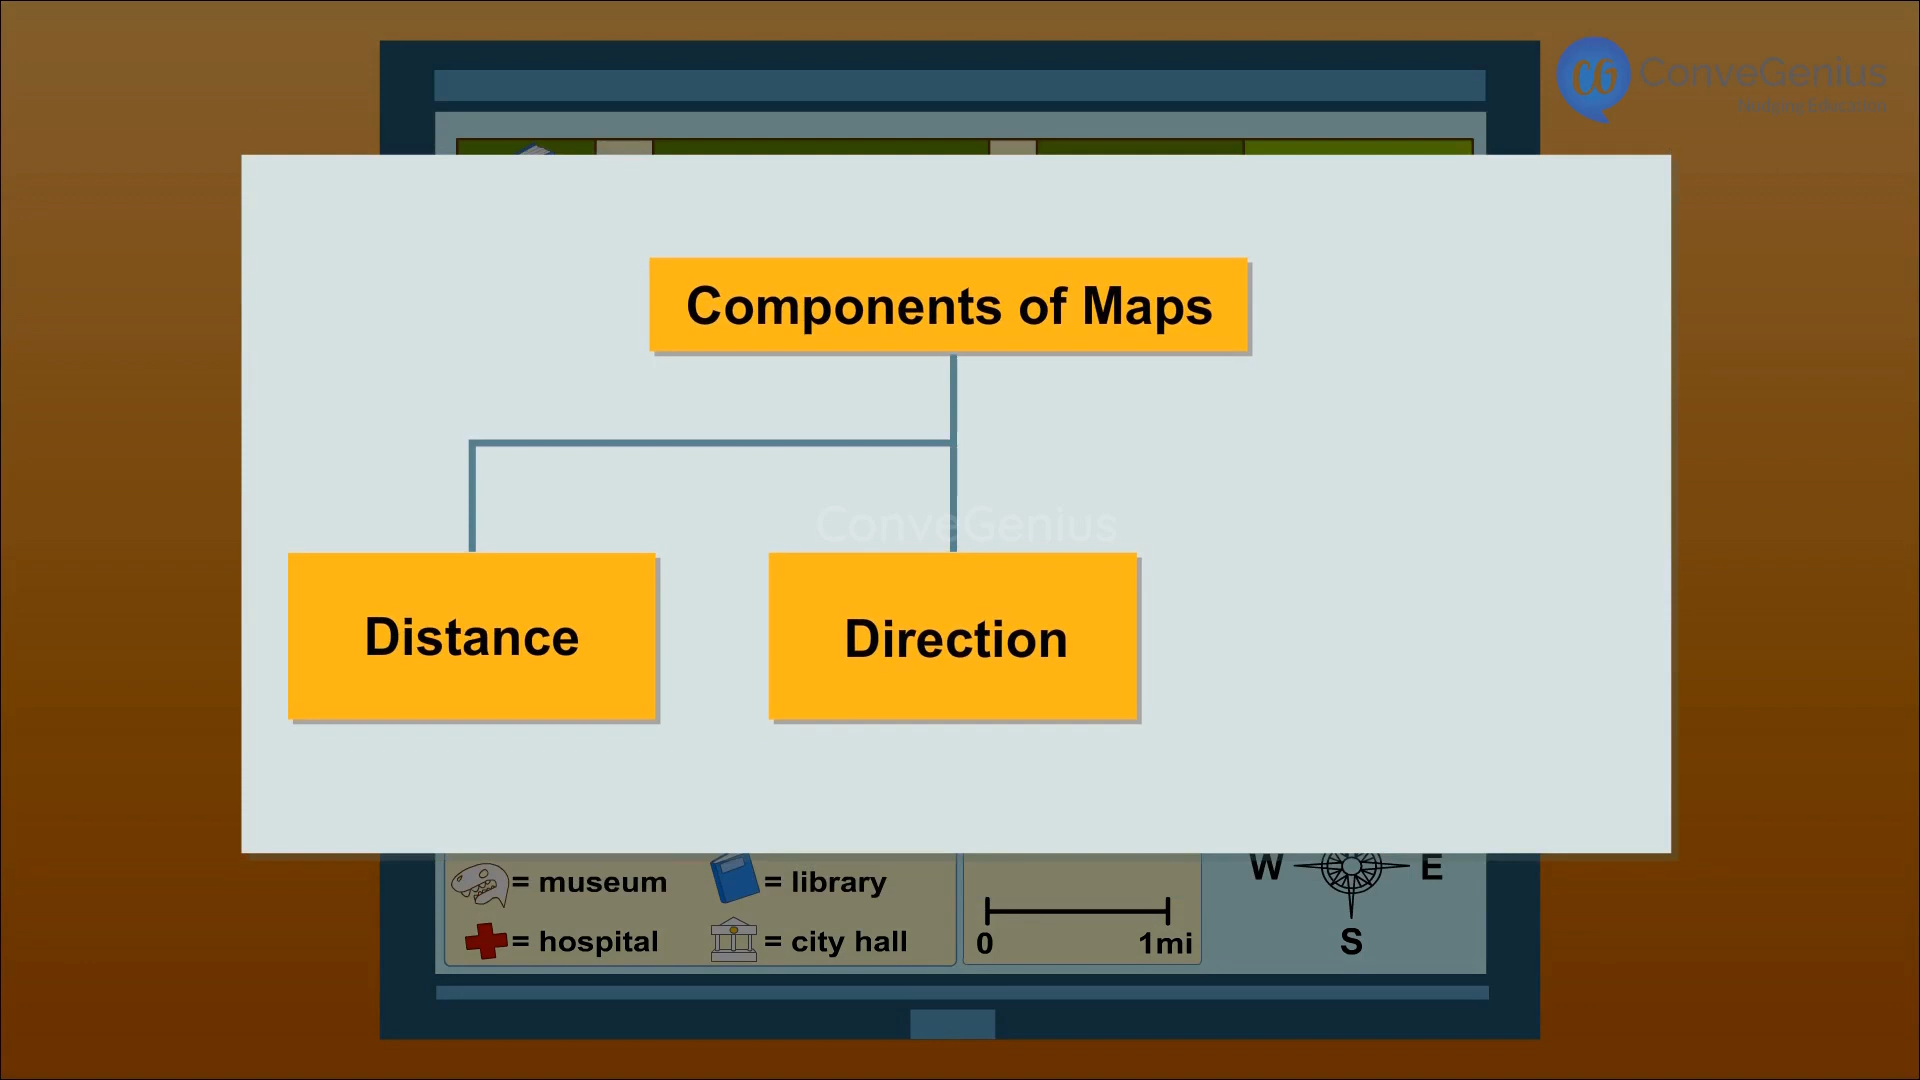 ConveGenius
Components of Maps
ConveGenius
Distance
Direction
= museum
= library
W
E
= hospital
= city hall
0
1mi
S